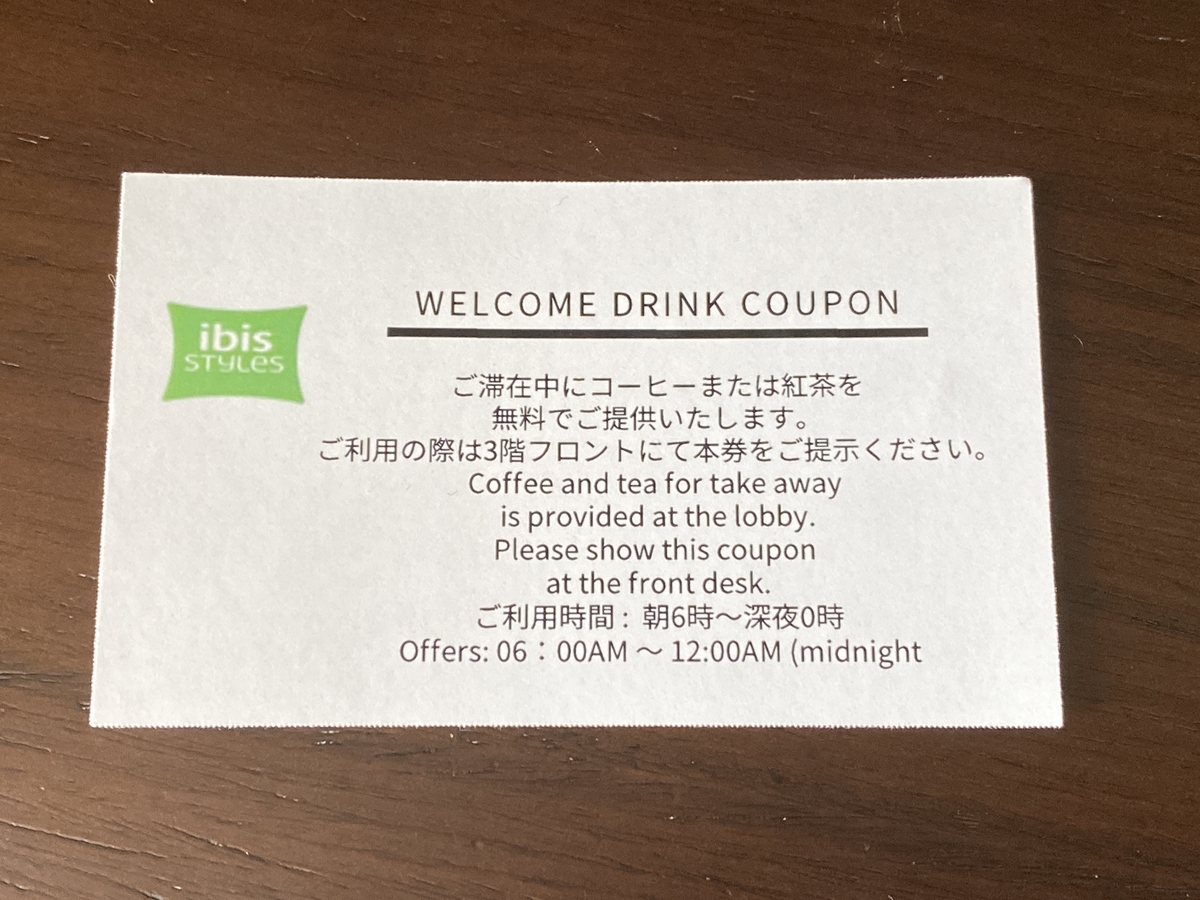 ibis
STYLES
WELCOME DRINK COUPON
ご滞在中にコーヒーまたは紅茶を
無料でご提供いたします。
ご利用の際は3階フロントにて本券をご提示ください。
Coffee and tea for take away
is provided at the lobby.
Please show this coupon
at the front desk.
ご利用時間 : 朝6時〜深夜0時
Offers: 06：00AM 〜 12:00AM (midnight